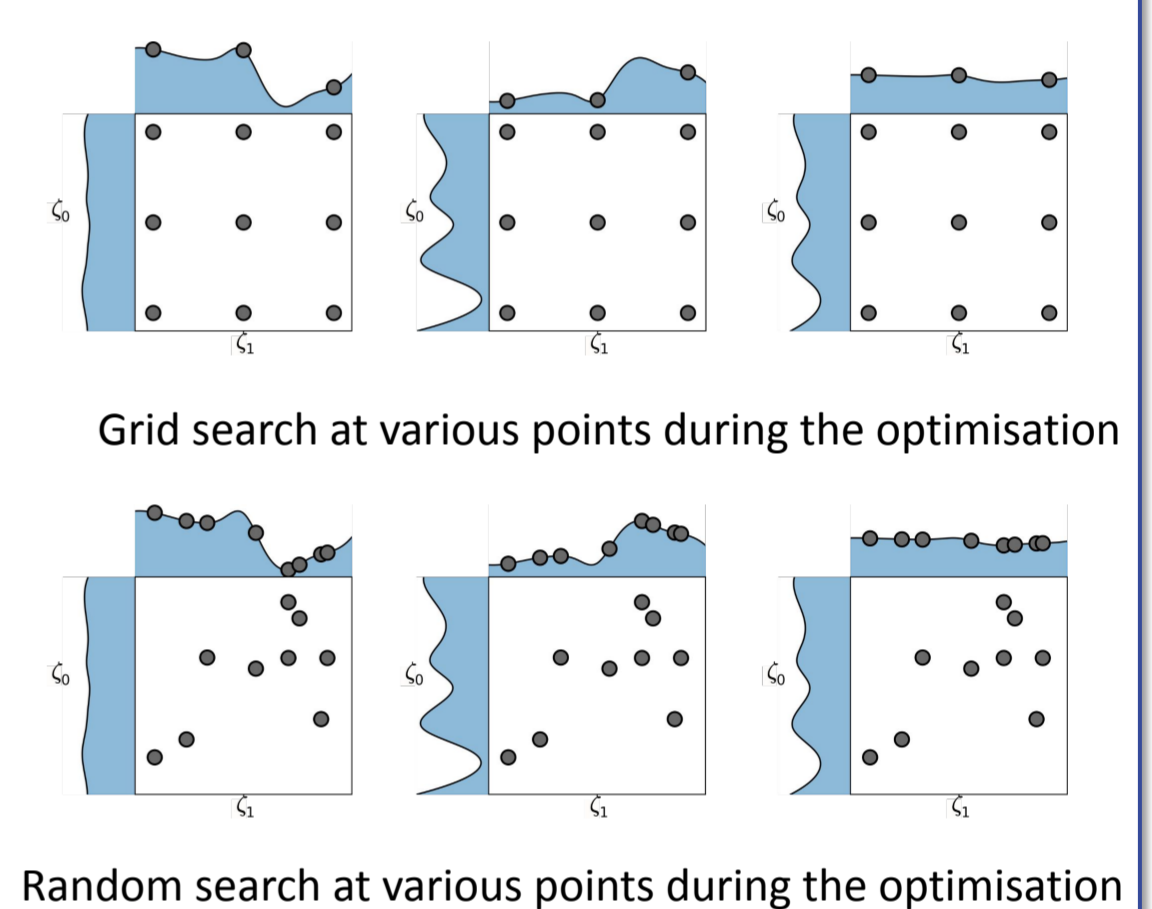 ζ₀
ζ₁
ζ₀
ζ₁
ζ₀
ζ₁
Grid search at various points during the optimisation
ζ₀
ζ₁
ζ₀
ζ₁
ζ₀
ζ₁
Random search at various points during the optimisation